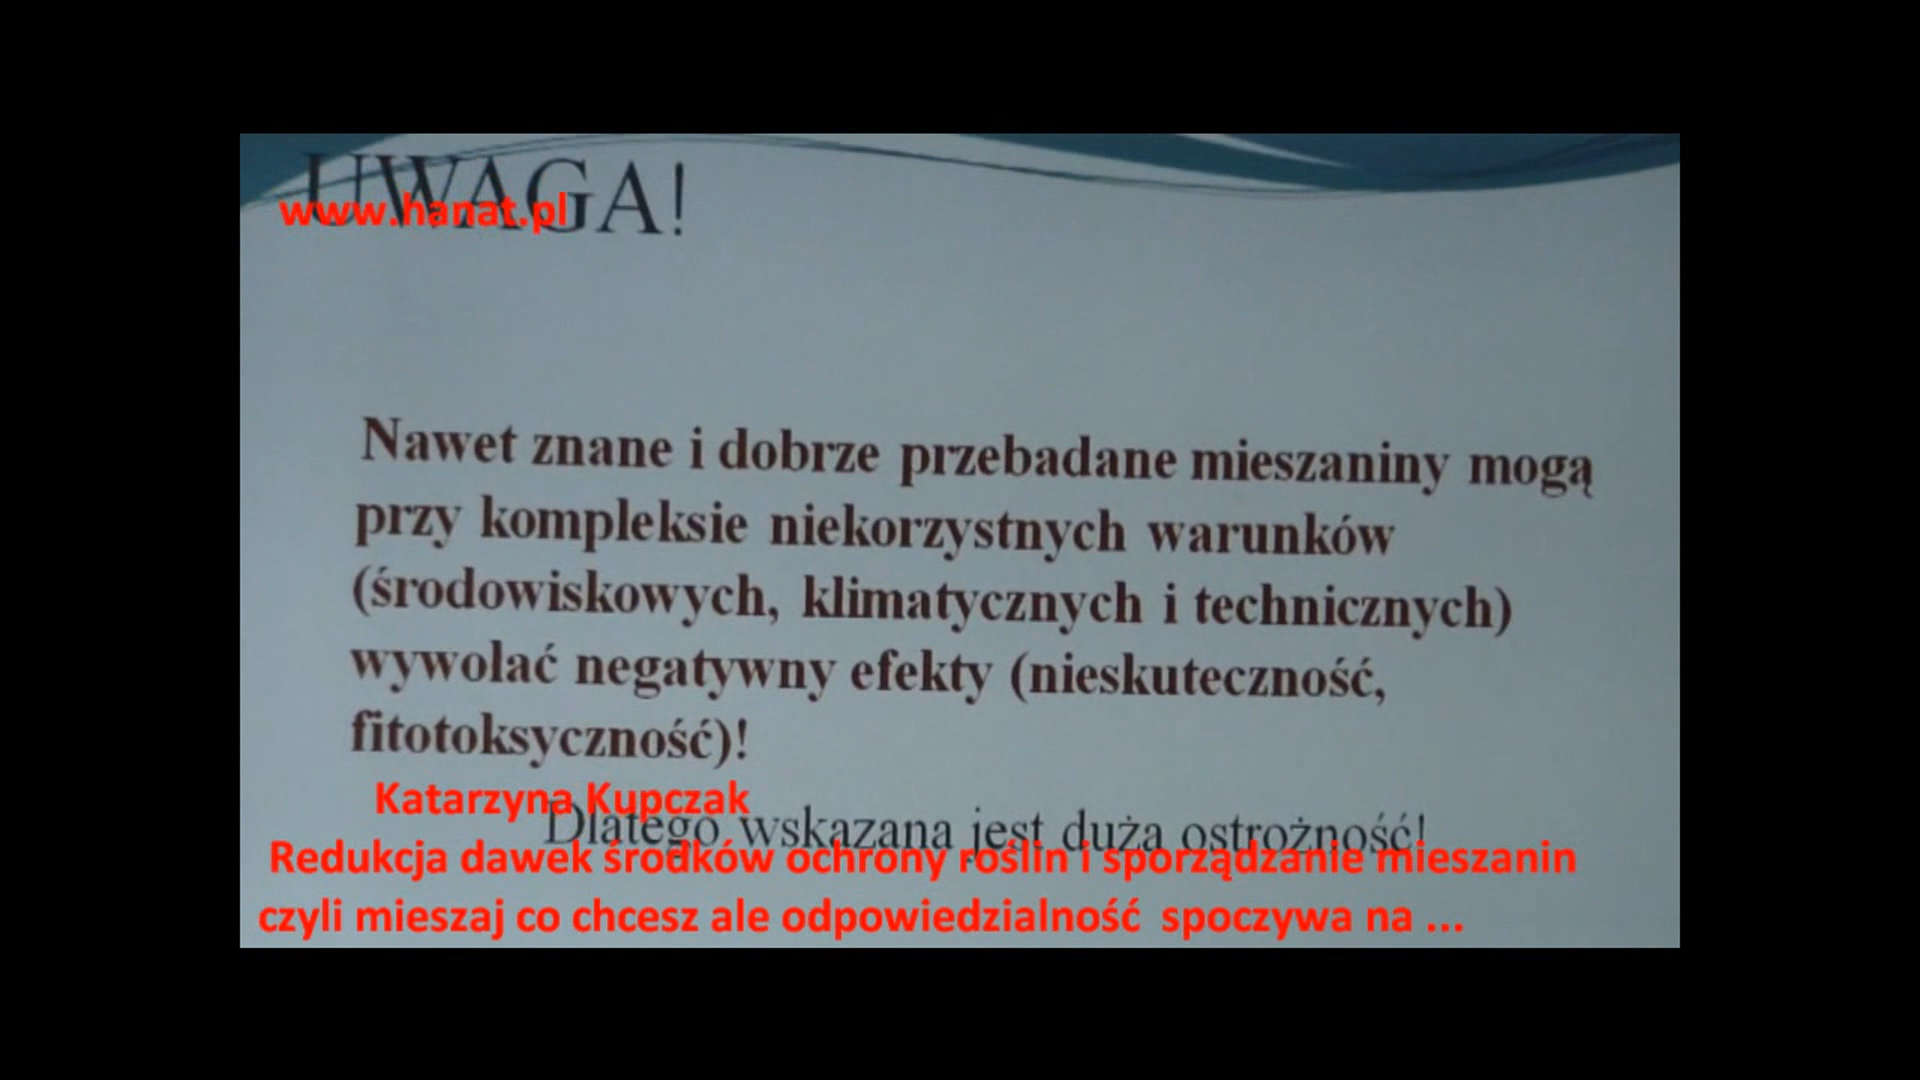 UWAGA!
www.hanat.pl
Nawet znane i dobrze przebadane mieszaniny mogą
przy kompleksie niekorzystnych warunków
(środowiskowych, klimatycznych i technicznych)
wywołać negatywny efekty (nieskuteczność,
fitotoksyczność)!
Katarzyna Kupczak
Dlatego wskazana jest duża ostrożność!
Redukcja dawek środków ochrony roślin i sporządzanie mieszanin
czyli mieszaj co chcesz ale odpowiedzialność spoczywa na ...